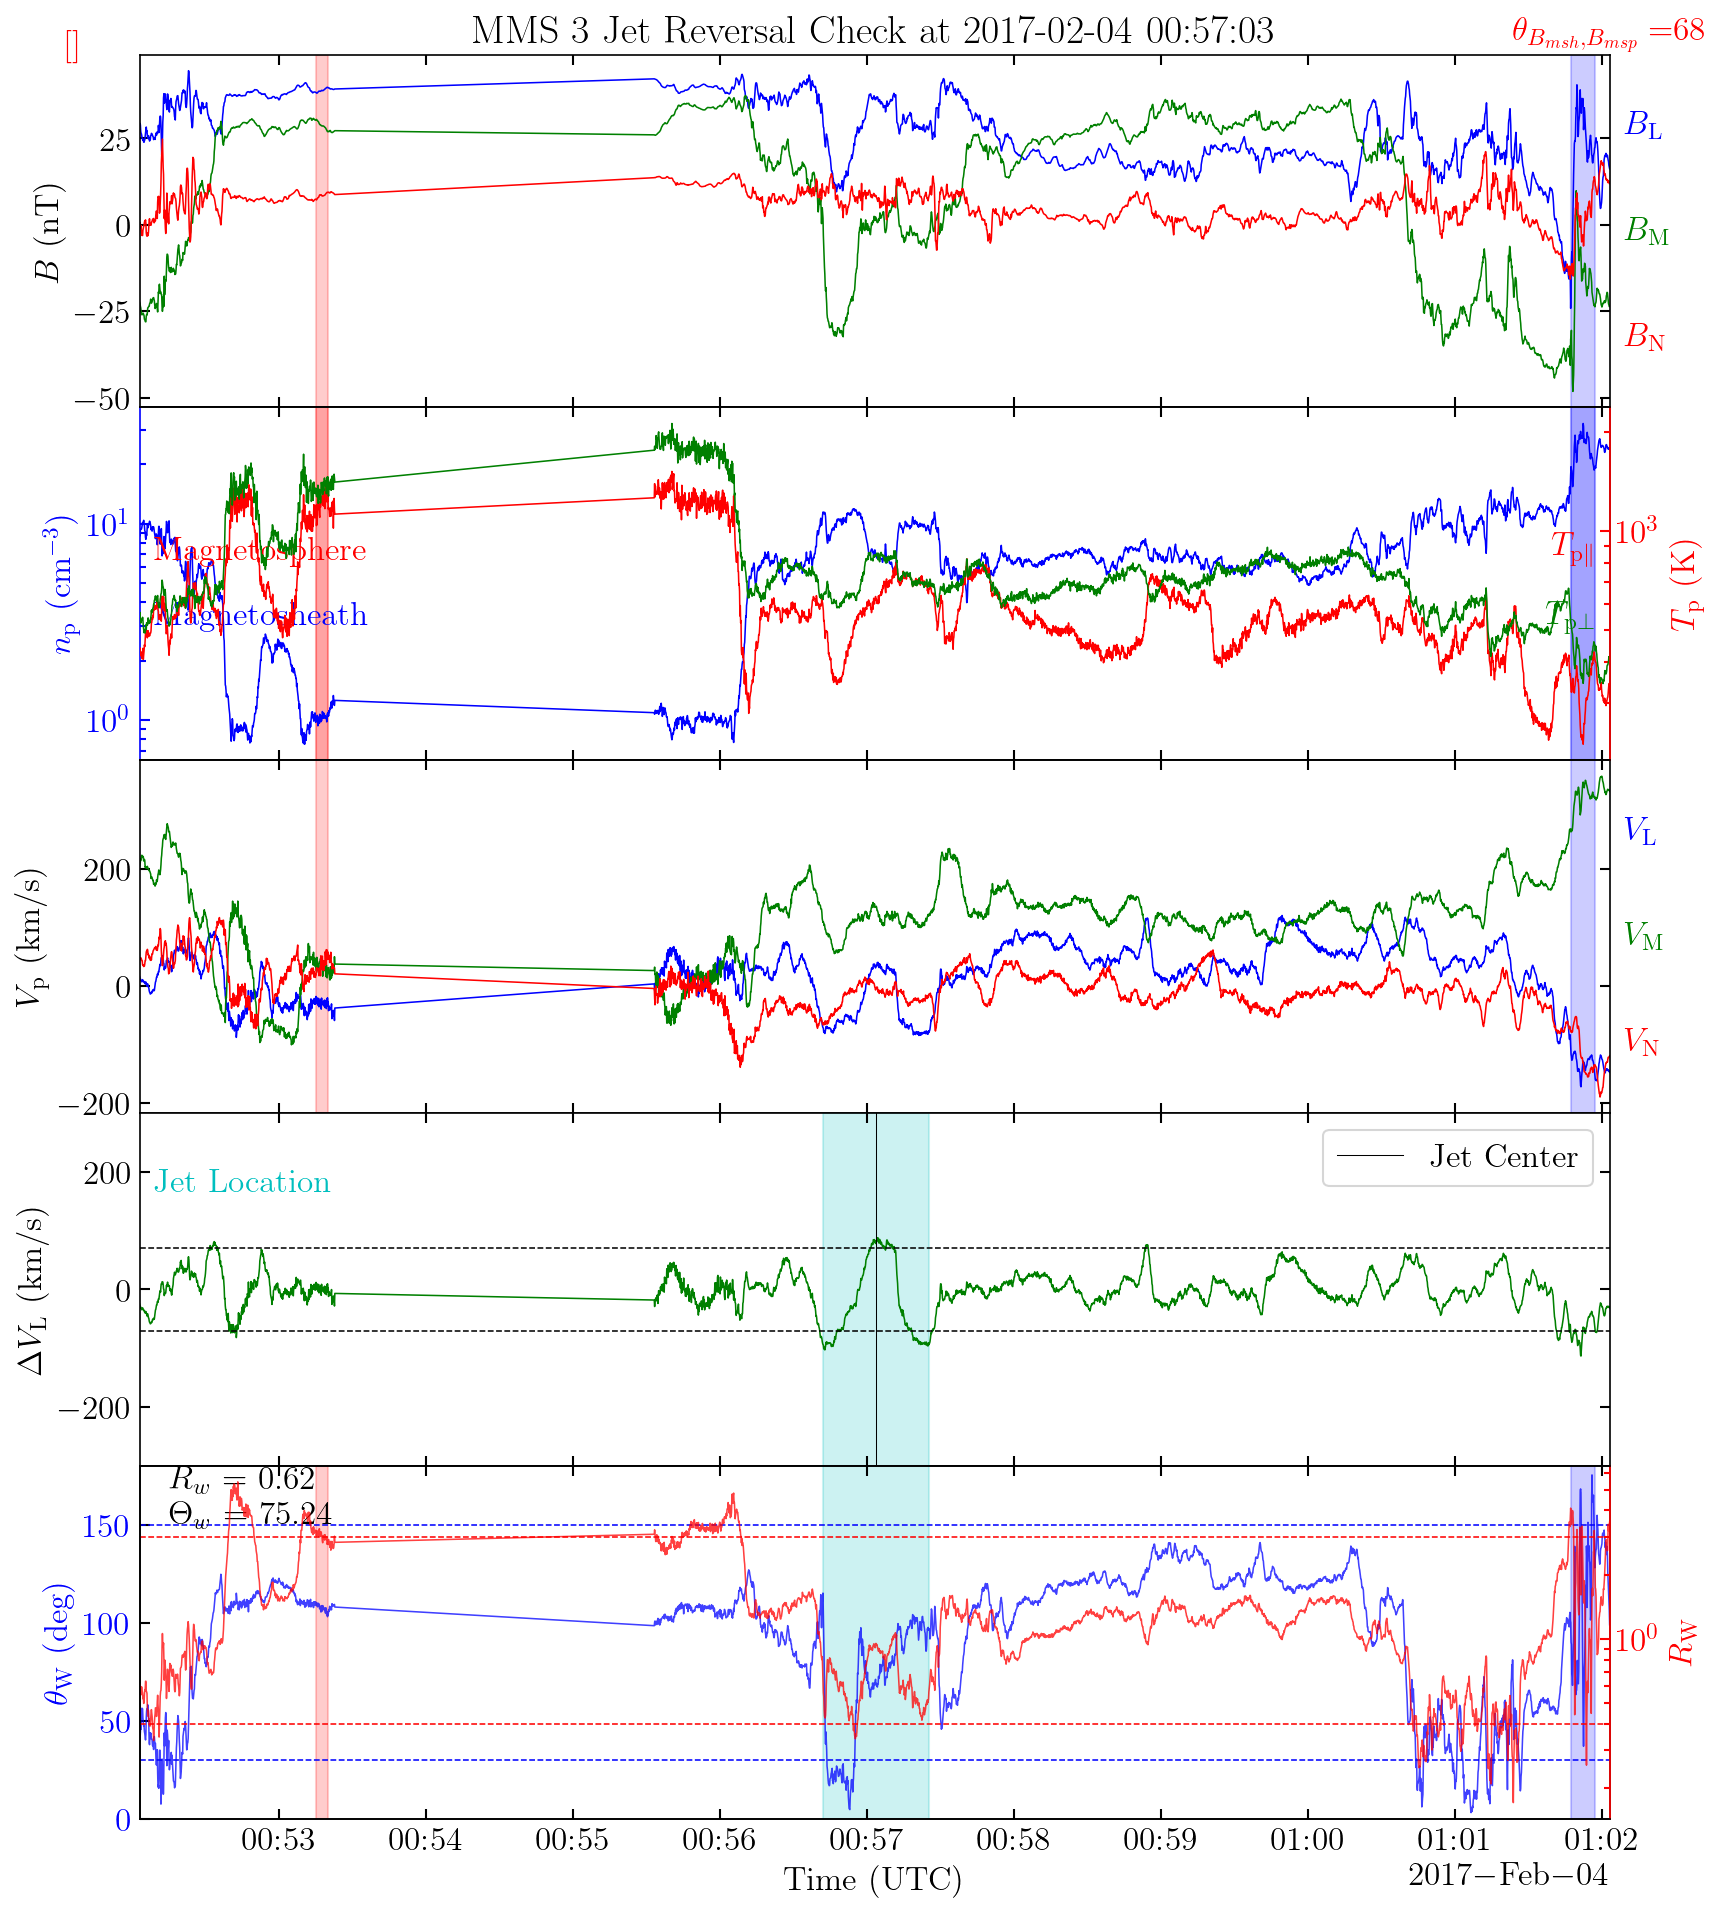 MMS 3 Jet Reversal Check at 2017-02-04 00:57:03
[]
θ_{B_{msh},B_{msp}} =68
25
0
−25
−50
B (nT)
B_L
B_M
B_N
10^1
10^0
n_p (cm^{−3})
Magnetosphere
Magnetosheath
10^3
T_{p∥}
T_{p⊥}
T_p (K)
200
0
−200
V_p (km/s)
V_L
V_M
V_N
200
0
−200
ΔV_L (km/s)
Jet Location
Jet Center
R_w = 0.62
Θ_w = 75.24
150
100
50
0
θ_W (deg)
10^0
R_W
00:53 00:54 00:55 00:56 00:57 00:58 00:59 01:00 01:01 01:02
Time (UTC)
2017−Feb−04